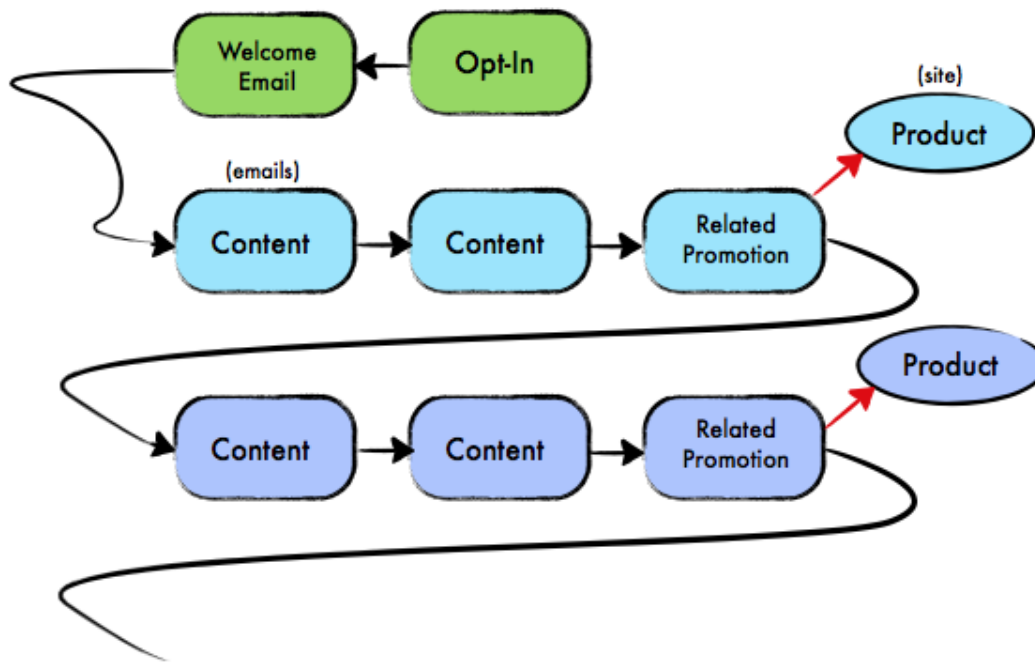 Welcome
Email
Opt-In
(site)
Product
(emails)
Content
Content
Related
Promotion
Product
Content
Content
Related
Promotion